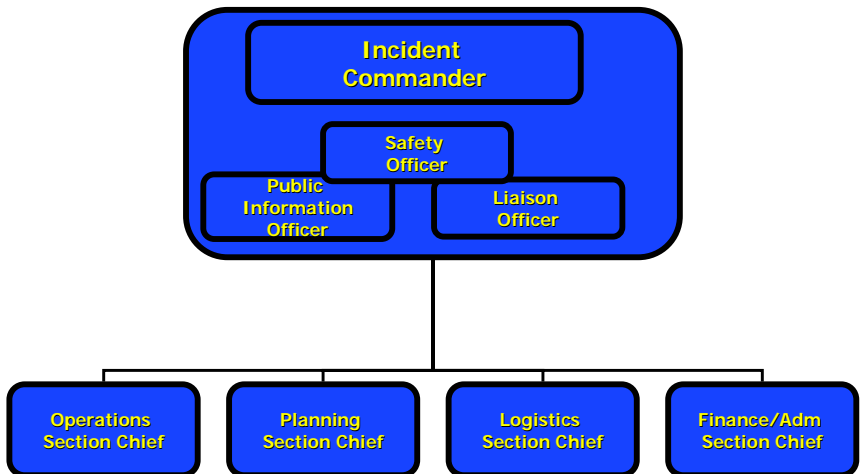 Incident
Commander
Safety
Officer
Public
Information
Officer
Liaison
Officer
Operations
Section Chief
Planning
Section Chief
Logistics
Section Chief
Finance/Adm
Section Chief